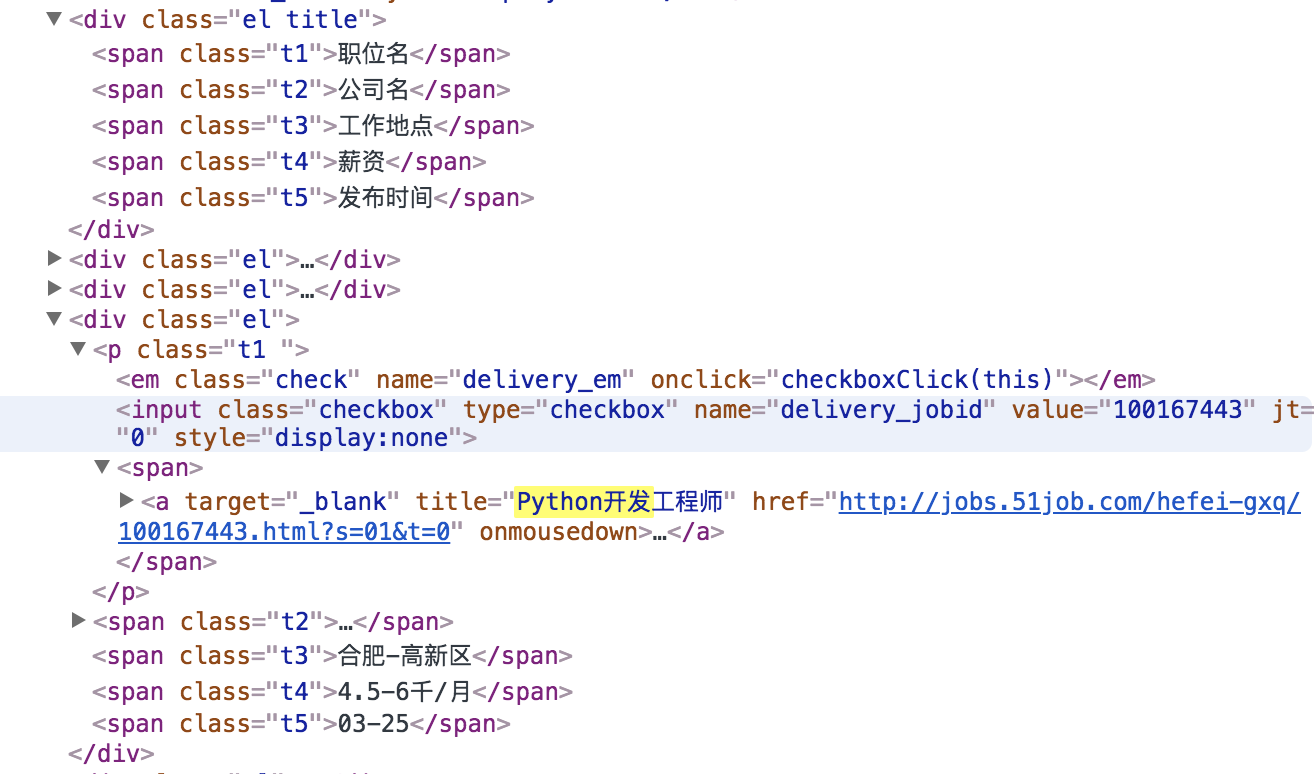 ▼<div class="el title">
<span class="t1">职位名</span>
<span class="t2">公司名</span>
<span class="t3">工作地点</span>
<span class="t4">薪资</span>
<span class="t5">发布时间</span>
</div>
▶<div class="el">…</div>
▶<div class="el">…</div>
▼<div class="el">
▼<p class="t1 ">
<em class="check" name="delivery_em" onclick="checkboxClick(this)"></em>
<input class="checkbox" type="checkbox" name="delivery_jobid" value="100167443" jt=
"0" style="display:none">
▼<span>
▶<a target="_blank" title="Python开发工程师" href="http://jobs.51job.com/hefei-gxq/
100167443.html?s=01&t=0" onmousedown>…</a>
</span>
</p>
▶<span class="t2">…</span>
<span class="t3">合肥-高新区</span>
<span class="t4">4.5-6千/月</span>
<span class="t5">03-25</span>
</div>